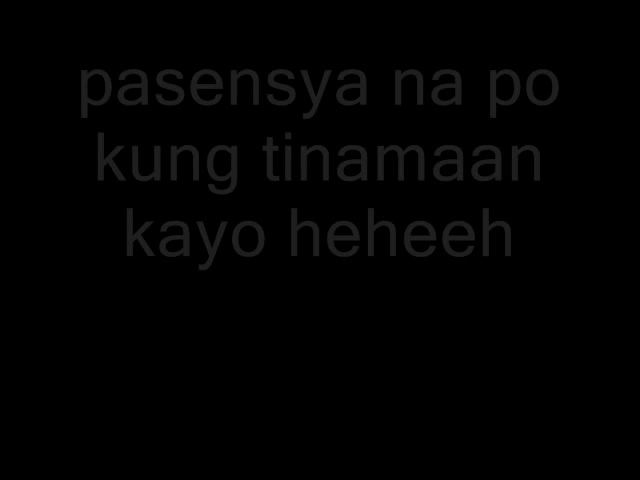 pasensya na po
kung tinamaan
kayo heheeh